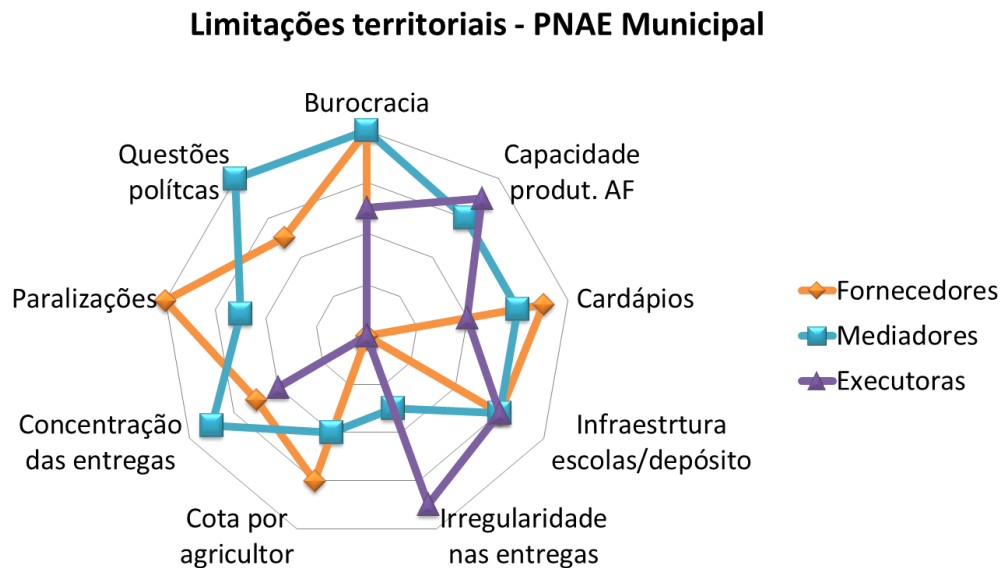 Limitações territoriais - PNAE Municipal
Burocracia
Capacidade
produt. AF
Cardápios
Infraestrtura
escolas/depósito
Irregularidade
nas entregas
Cota por
agricultor
Concentração
das entregas
Paralizações
Questões
polítcas
Fornecedores
Mediadores
Executoras